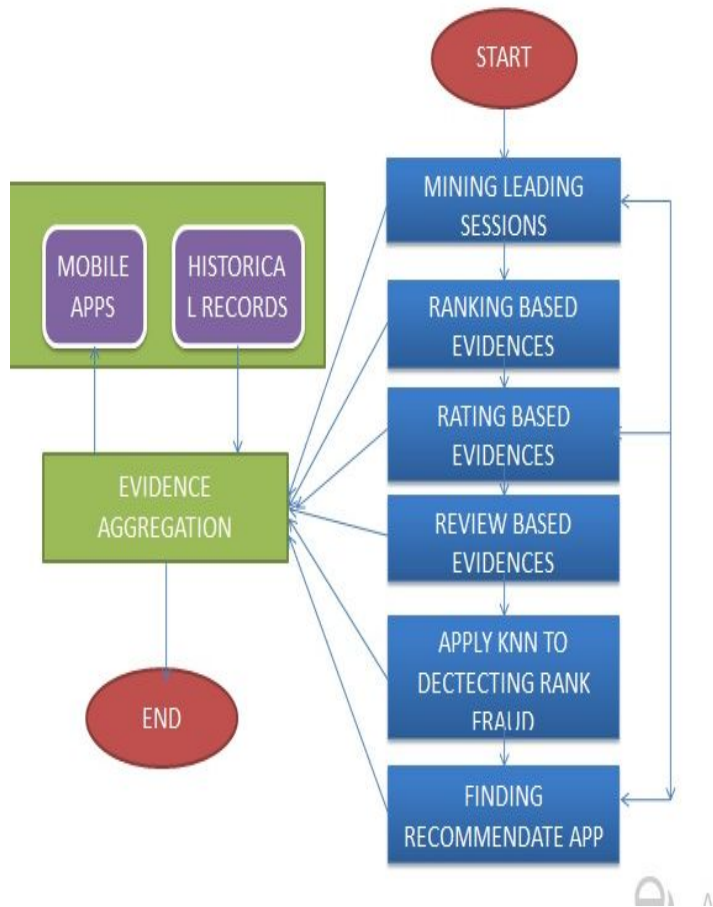 START
MINING LEADING
SESSIONS
MOBILE
APPS
HISTORICA
L RECORDS
RANKING BASED
EVIDENCES
RATING BASED
EVIDENCES
EVIDENCE
AGGREGATION
REVIEW BASED
EVIDENCES
APPLY KNN TO
DECTECTING RANK
FRAUD
END
FINDING
RECOMMENDATE APP